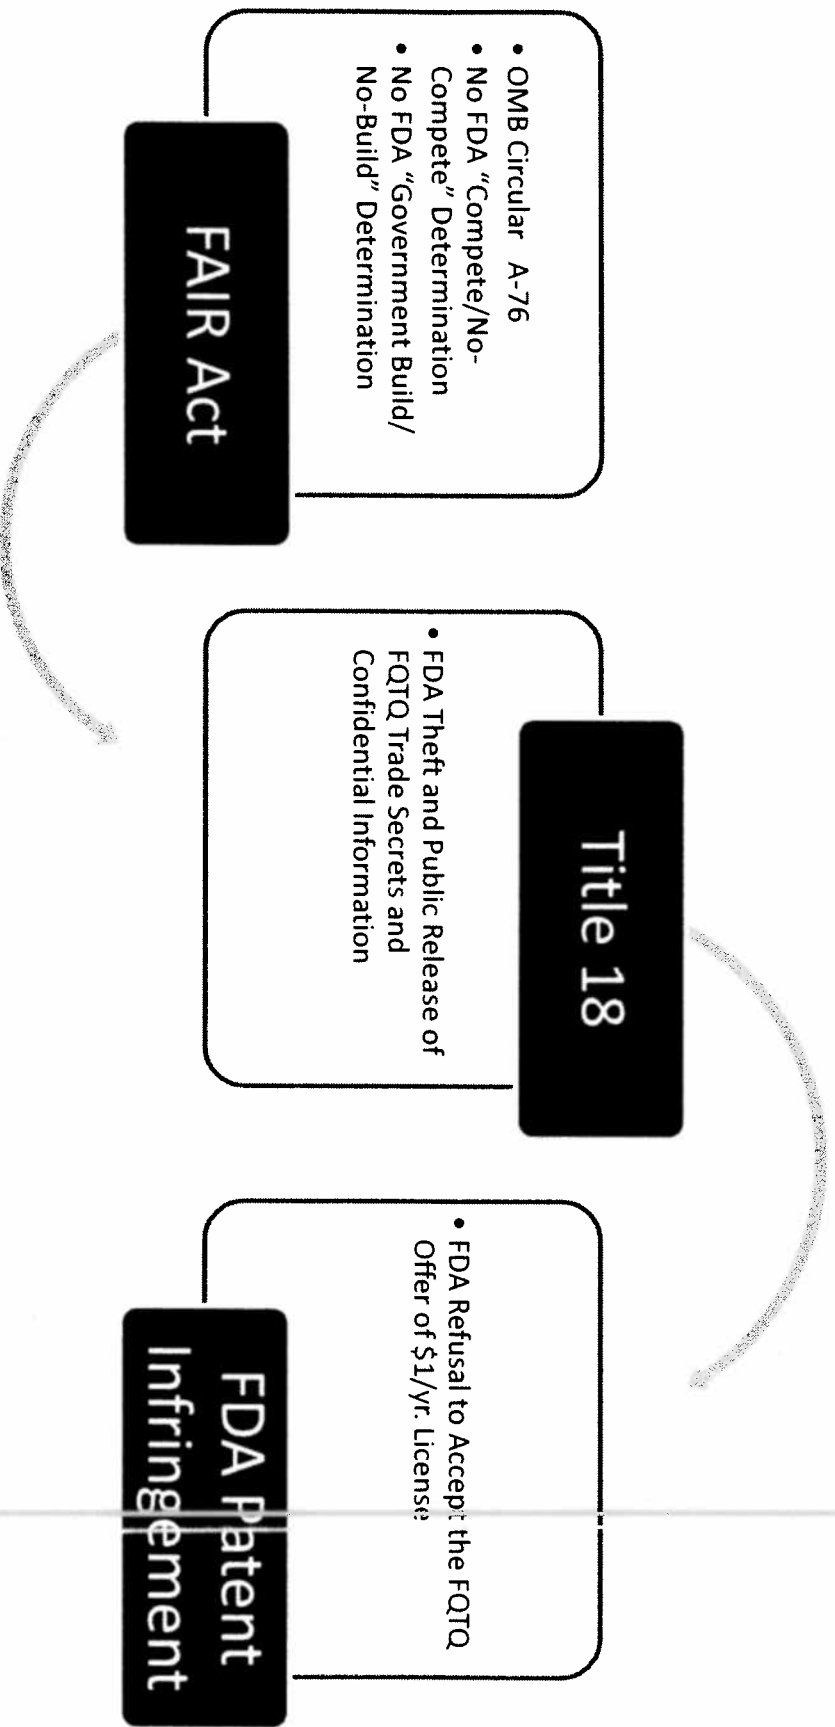 • OMB Circular A-76
• No FDA "Compete/No-
Compete" Determination
• No FDA "Government Build/
No-Build" Determination
FAIR Act
Title 18
• FDA Theft and Public Release of
FQTQ Trade Secrets and
Confidential Information
• FDA Refusal to Accept the FQTQ
Offer of $1/yr. License
FDA Patent
Infringement